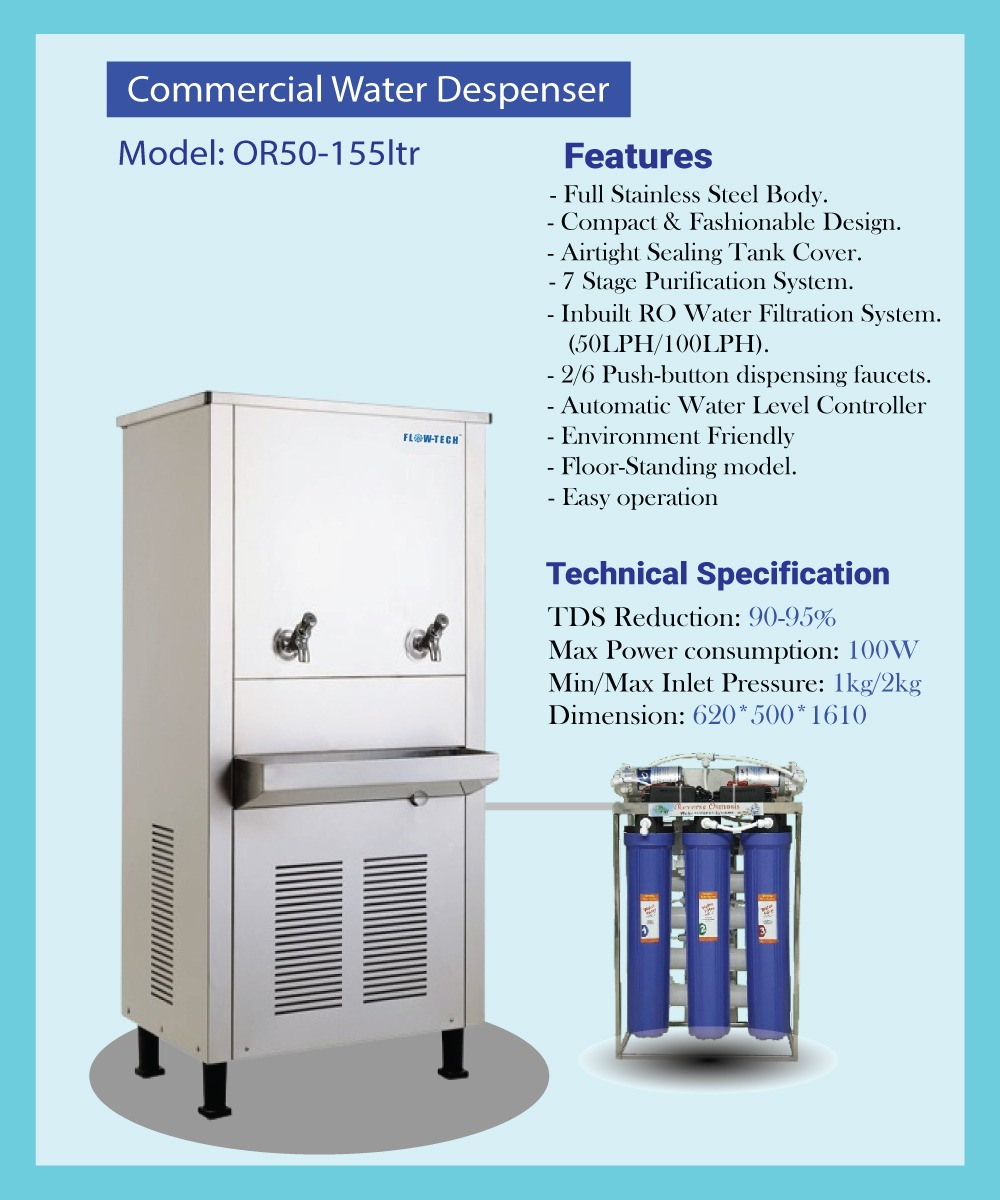 Commercial Water Despenser
Model: OR50-155ltr
Features
- Full Stainless Steel Body.
- Compact & Fashionable Design.
- Airtight Sealing Tank Cover.
- 7 Stage Purification System.
- Inbuilt RO Water Filtration System.
(50LPH/100LPH).
- 2/6 Push-button dispensing faucets.
- Automatic Water Level Controller
- Environment Friendly
- Floor-Standing model.
- Easy operation
FLOW-TECH
Technical Specification
TDS Reduction: 90-95%
Max Power consumption: 100W
Min/Max Inlet Pressure: 1kg/2kg
Dimension: 620*500*1610
Reverse Osmosis
1
2
3